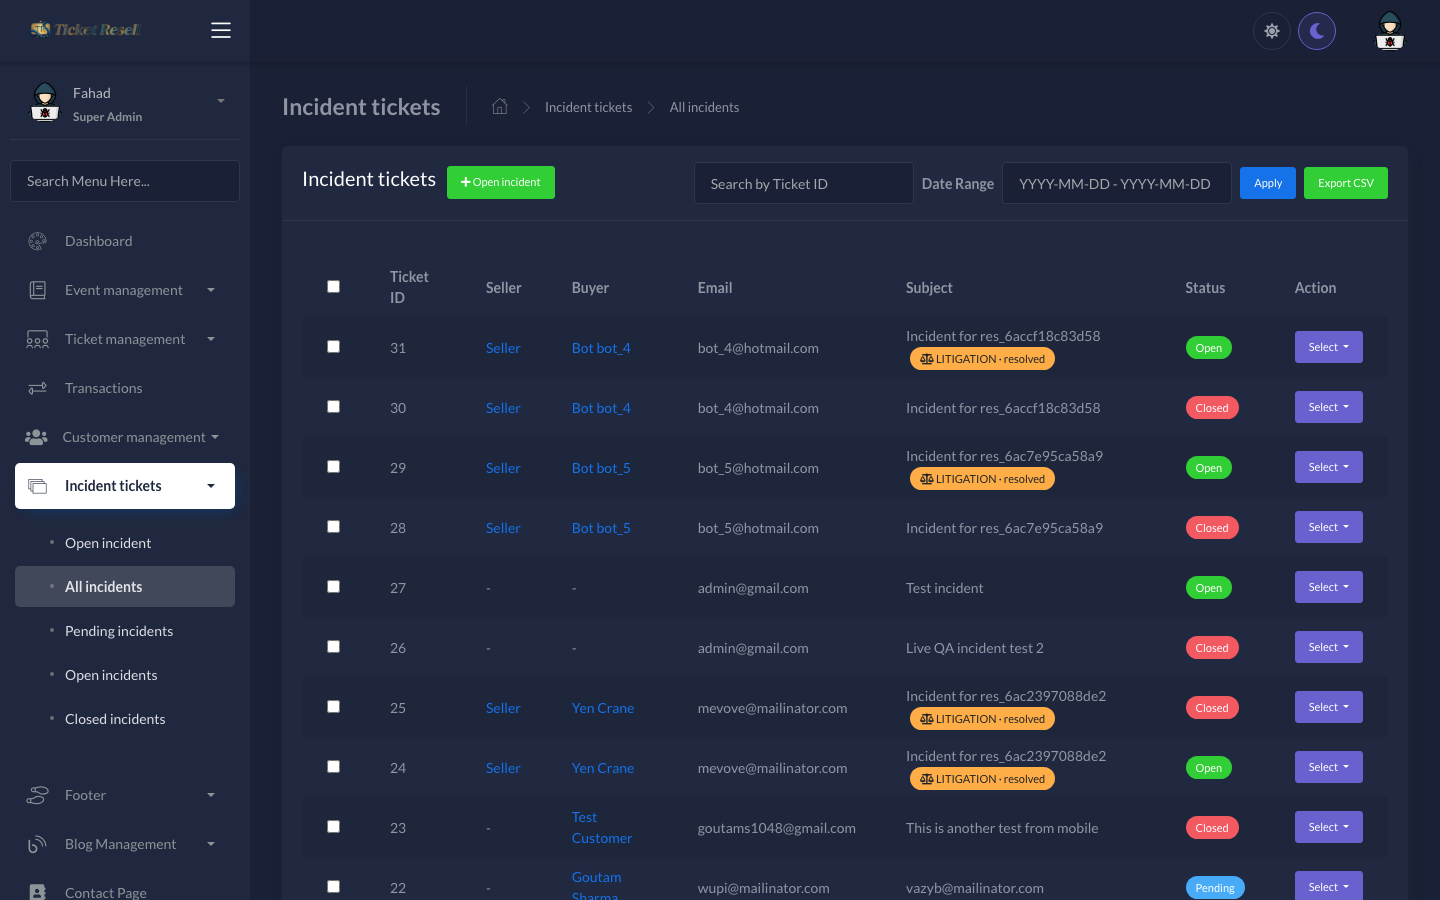 Ticket Resell
Fahad
Super Admin
Search Menu Here...
Dashboard
Event management
Ticket management
Transactions
Customer management
Incident tickets
Open incident
All incidents
Pending incidents
Open incidents
Closed incidents
Footer
Blog Management
Contact Page
Incident tickets
Incident tickets
All incidents
Incident tickets
Open incident
Search by Ticket ID
Date Range
YYYY-MM-DD - YYYY-MM-DD
Apply
Export CSV
Ticket
ID
Seller
Buyer
Email
Subject
Status
Action
31 Seller Bot bot_4 bot_4@hotmail.com Incident for res_6accf18c83d58 Open Select
LITIGATION · resolved
30 Seller Bot bot_4 bot_4@hotmail.com Incident for res_6accf18c83d58 Closed Select
29 Seller Bot bot_5 bot_5@hotmail.com Incident for res_6ac7e95ca58a9 Open Select
LITIGATION · resolved
28 Seller Bot bot_5 bot_5@hotmail.com Incident for res_6ac7e95ca58a9 Closed Select
27 - - admin@gmail.com Test incident Open Select
26 - - admin@gmail.com Live QA incident test 2 Closed Select
25 Seller Yen Crane mevove@mailinator.com Incident for res_6ac2397088de2 Closed Select
LITIGATION · resolved
24 Seller Yen Crane mevove@mailinator.com Incident for res_6ac2397088de2 Open Select
LITIGATION · resolved
23 - Test
Customer goutams1048@gmail.com This is another test from mobile Closed Select
22 - Goutam
Sharma wupi@mailinator.com vazyb@mailinator.com Pending Select